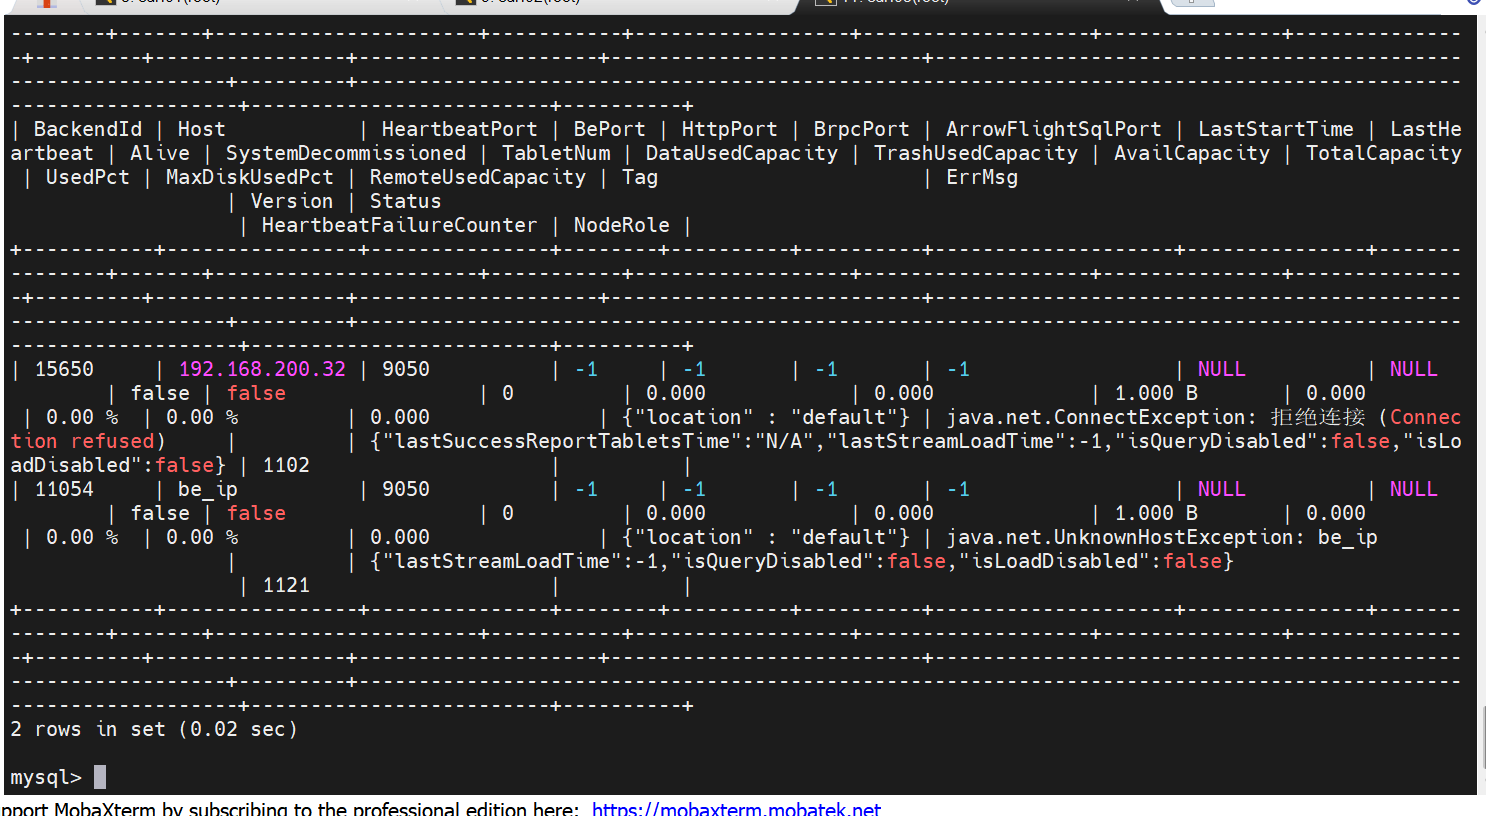 --------+-------+----------------------+-----------+------------------+-------------------+---------------+--------------
-+---------+----------------+--------------------+--------------------------+--------------------------------------------
------------------+---------+--------------------------------------------------------------------------------------------
-------------------+-------------------------+----------+
| BackendId | Host           | HeartbeatPort | BePort | HttpPort | BrpcPort | ArrowFlightSqlPort | LastStartTime | LastHe
artbeat | Alive | SystemDecommissioned | TabletNum | DataUsedCapacity | TrashUsedCapacity | AvailCapacity | TotalCapacity
 | UsedPct | MaxDiskUsedPct | RemoteUsedCapacity | Tag                      | ErrMsg
                  | Version | Status
                   | HeartbeatFailureCounter | NodeRole |
+-----------+----------------+---------------+--------+----------+----------+--------------------+---------------+-------
--------+-------+----------------------+-----------+------------------+-------------------+---------------+--------------
-+---------+----------------+--------------------+--------------------------+--------------------------------------------
------------------+---------+--------------------------------------------------------------------------------------------
-------------------+-------------------------+----------+
| 15650     | 192.168.200.32 | 9050          | -1     | -1       | -1       | -1                 | NULL          | NULL
        | false | false                | 0         | 0.000            | 0.000             | 1.000 B       | 0.000
 | 0.00 %  | 0.00 %         | 0.000              | {"location" : "default"} | java.net.ConnectException: 拒绝连接 (Connec
tion refused)     |         | {"lastSuccessReportTabletsTime":"N/A","lastStreamLoadTime":-1,"isQueryDisabled":false,"isLo
adDisabled":false} | 1102                    |          |
| 11054     | be_ip          | 9050          | -1     | -1       | -1       | -1                 | NULL          | NULL
        | false | false                | 0         | 0.000            | 0.000             | 1.000 B       | 0.000
 | 0.00 %  | 0.00 %         | 0.000              | {"location" : "default"} | java.net.UnknownHostException: be_ip
                  |         | {"lastStreamLoadTime":-1,"isQueryDisabled":false,"isLoadDisabled":false}
                   | 1121                    |          |
+-----------+----------------+---------------+--------+----------+----------+--------------------+---------------+-------
--------+-------+----------------------+-----------+------------------+-------------------+---------------+--------------
-+---------+----------------+--------------------+--------------------------+--------------------------------------------
------------------+---------+--------------------------------------------------------------------------------------------
-------------------+-------------------------+----------+
2 rows in set (0.02 sec)
mysql>
pport MobaXterm by subscribing to the professional edition here: https://mobaxterm.mobatek.net